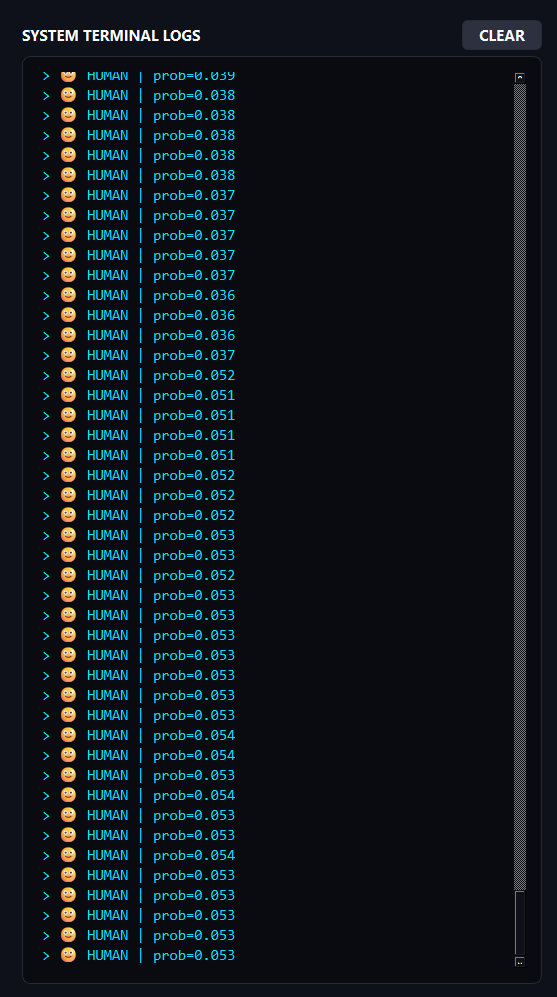 SYSTEM TERMINAL LOGS
CLEAR
> 🙂 HUMAN | prob=0.039
> 🙂 HUMAN | prob=0.038
> 🙂 HUMAN | prob=0.038
> 🙂 HUMAN | prob=0.038
> 🙂 HUMAN | prob=0.038
> 🙂 HUMAN | prob=0.038
> 🙂 HUMAN | prob=0.037
> 🙂 HUMAN | prob=0.037
> 🙂 HUMAN | prob=0.037
> 🙂 HUMAN | prob=0.037
> 🙂 HUMAN | prob=0.037
> 🙂 HUMAN | prob=0.036
> 🙂 HUMAN | prob=0.036
> 🙂 HUMAN | prob=0.036
> 🙂 HUMAN | prob=0.037
> 🙂 HUMAN | prob=0.052
> 🙂 HUMAN | prob=0.051
> 🙂 HUMAN | prob=0.051
> 🙂 HUMAN | prob=0.051
> 🙂 HUMAN | prob=0.051
> 🙂 HUMAN | prob=0.052
> 🙂 HUMAN | prob=0.052
> 🙂 HUMAN | prob=0.052
> 🙂 HUMAN | prob=0.053
> 🙂 HUMAN | prob=0.053
> 🙂 HUMAN | prob=0.052
> 🙂 HUMAN | prob=0.053
> 🙂 HUMAN | prob=0.053
> 🙂 HUMAN | prob=0.053
> 🙂 HUMAN | prob=0.053
> 🙂 HUMAN | prob=0.053
> 🙂 HUMAN | prob=0.053
> 🙂 HUMAN | prob=0.053
> 🙂 HUMAN | prob=0.054
> 🙂 HUMAN | prob=0.054
> 🙂 HUMAN | prob=0.053
> 🙂 HUMAN | prob=0.054
> 🙂 HUMAN | prob=0.053
> 🙂 HUMAN | prob=0.053
> 🙂 HUMAN | prob=0.054
> 🙂 HUMAN | prob=0.053
> 🙂 HUMAN | prob=0.053
> 🙂 HUMAN | prob=0.053
> 🙂 HUMAN | prob=0.053
> 🙂 HUMAN | prob=0.053